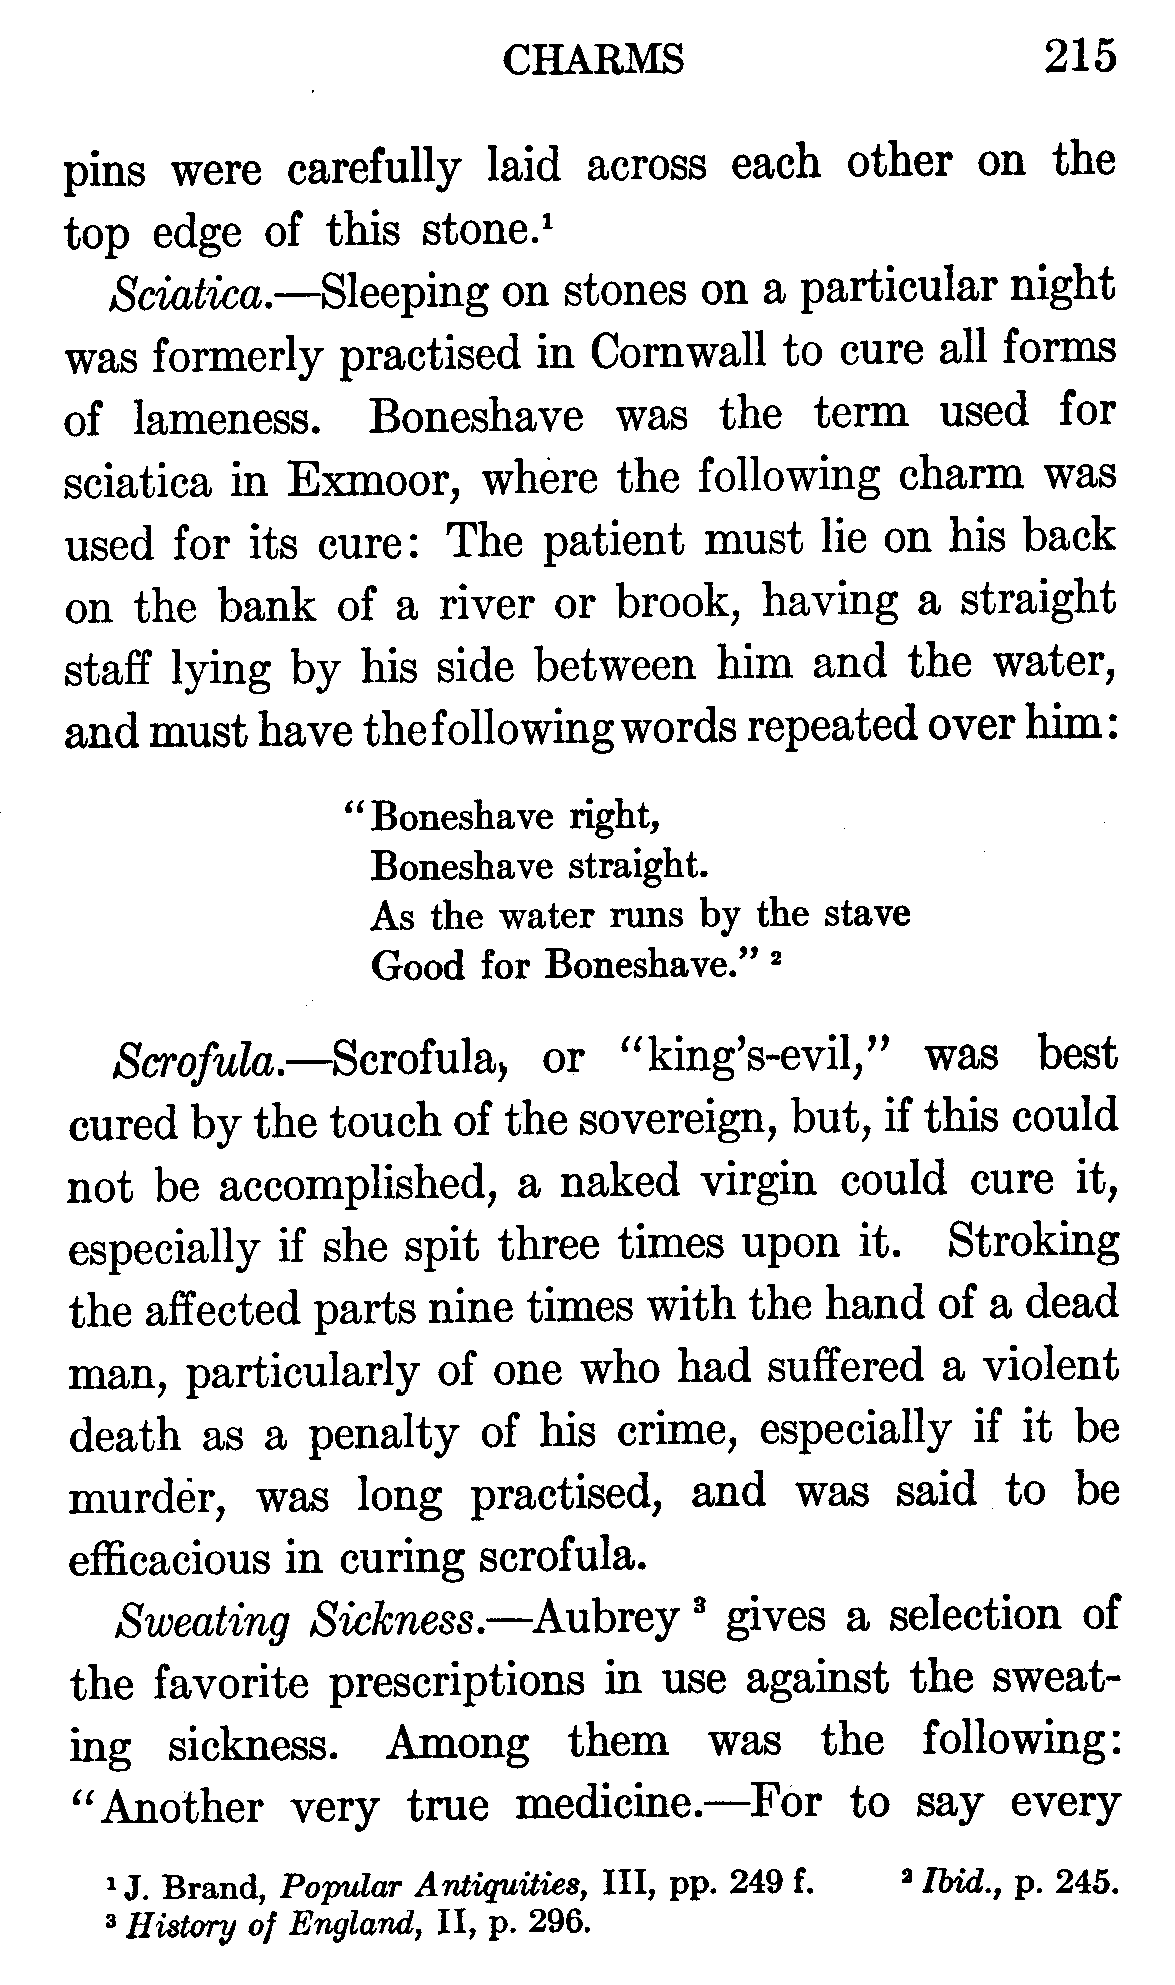 CHARMS 215
pins were carefully laid across each other on the
top edge of this stone.¹
Sciatica.—Sleeping on stones on a particular night
was formerly practised in Cornwall to cure all forms
of lameness. Boneshave was the term used for
sciatica in Exmoor, where the following charm was
used for its cure: The patient must lie on his back
on the bank of a river or brook, having a straight
staff lying by his side between him and the water,
and must have the following words repeated over him:
“Boneshave right,
Boneshave straight.
As the water runs by the stave
Good for Boneshave.” ²
Scrofula.—Scrofula, or “king’s-evil,” was best
cured by the touch of the sovereign, but, if this could
not be accomplished, a naked virgin could cure it,
especially if she spit three times upon it. Stroking
the affected parts nine times with the hand of a dead
man, particularly of one who had suffered a violent
death as a penalty of his crime, especially if it be
murder, was long practised, and was said to be
efficacious in curing scrofula.
Sweating Sickness.—Aubrey ³ gives a selection of
the favorite prescriptions in use against the sweat-
ing sickness. Among them was the following:
“Another very true medicine.—For to say every
¹ J. Brand, Popular Antiquities, III, pp. 249 f. ² Ibid., p. 245.
³ History of England, II, p. 296.